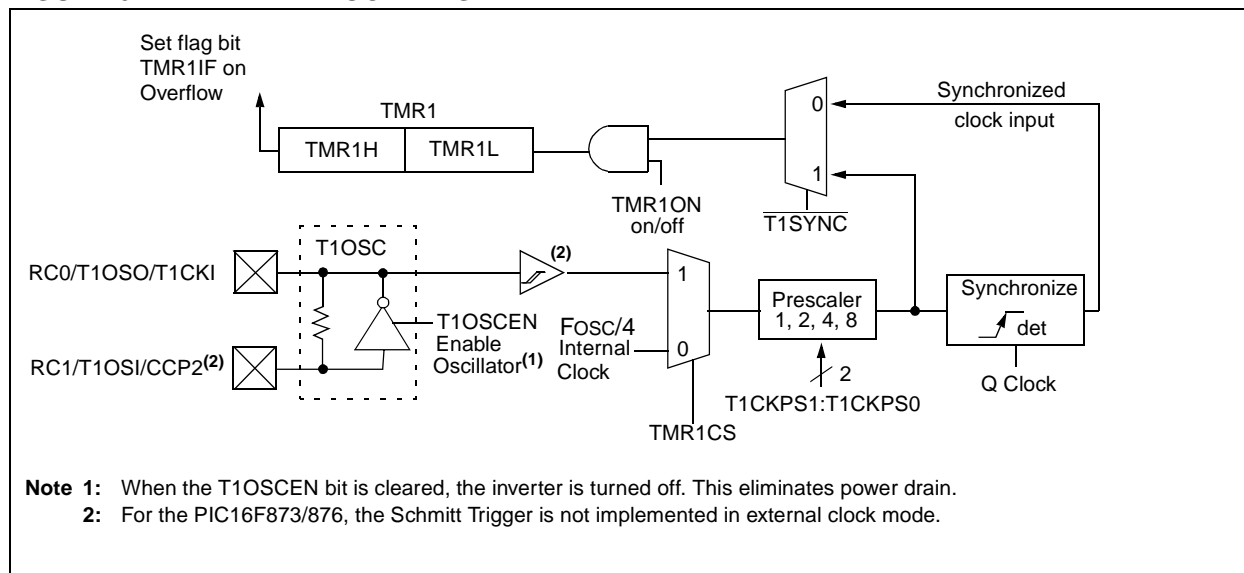 Set flag bit
TMR1IF on
Overflow
TMR1
TMR1H
TMR1L
TMR1ON
on/off
0
1
T1SYNC
Synchronized
clock input
T1OSC
RC0/T1OSO/T1CKI
(2)
1
FOSC/4
Internal
Clock
0
Prescaler
1, 2, 4, 8
Synchronize
det
T1OSCEN
Enable
Oscillator(1)
RC1/T1OSI/CCP2(2)
2
T1CKPS1:T1CKPS0
Q Clock
TMR1CS
Note 1: When the T1OSCEN bit is cleared, the inverter is turned off. This eliminates power drain.
2: For the PIC16F873/876, the Schmitt Trigger is not implemented in external clock mode.